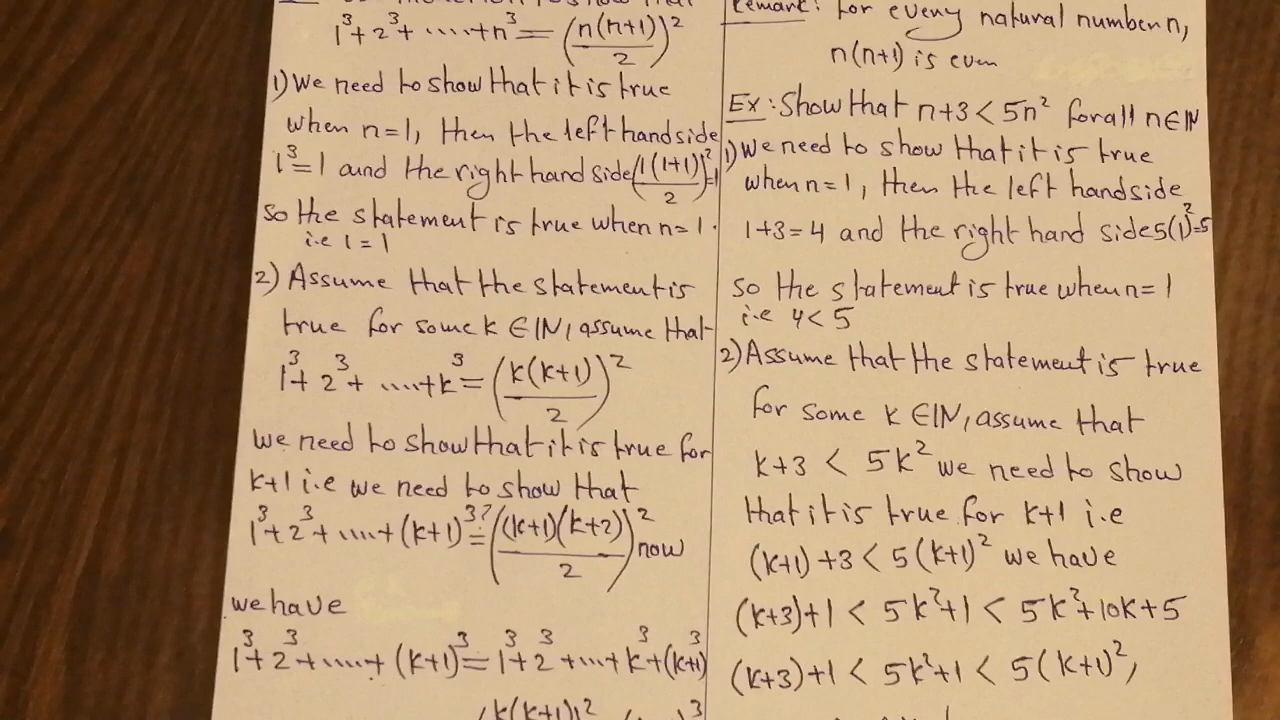 1³+2³+.....+n³=(n(n+1)/2)²
1) We need to show that it is true
when n=1, then the left handside
1³=1 and the right hand side (1(1+1)/2)²=1
so the statement is true when n=1.
i.e 1=1
2) Assume that the statement is
true for some k ∈ IN, assume that
1³+2³+.....+k³=(k(k+1)/2)²
we need to show that it is true for
k+1 i.e we need to show that
1³+2³+.....+(k+1)³ ?= ((k+1)(k+2)/2)² now
we have
1³+2³+.....+(k+1)³=1³+2³+....+k³+(k+1)³
Remark: For every natural number n,
n(n+1) is even
Ex: Show that n+3<5n² for all n∈IN
1) We need to show that it is true
when n=1, then the left handside
1+3=4 and the right hand side 5(1)²=5
so the statement is true when n=1
i.e 4<5
2) Assume that the statement is true
for some k ∈IN, assume that
k+3 < 5k² we need to show
that it is true for k+1 i.e
(k+1)+3<5(k+1)² we have
(k+3)+1 < 5k²+1 < 5k²+10k+5
(k+3)+1 < 5k²+1 < 5(k+1)²,